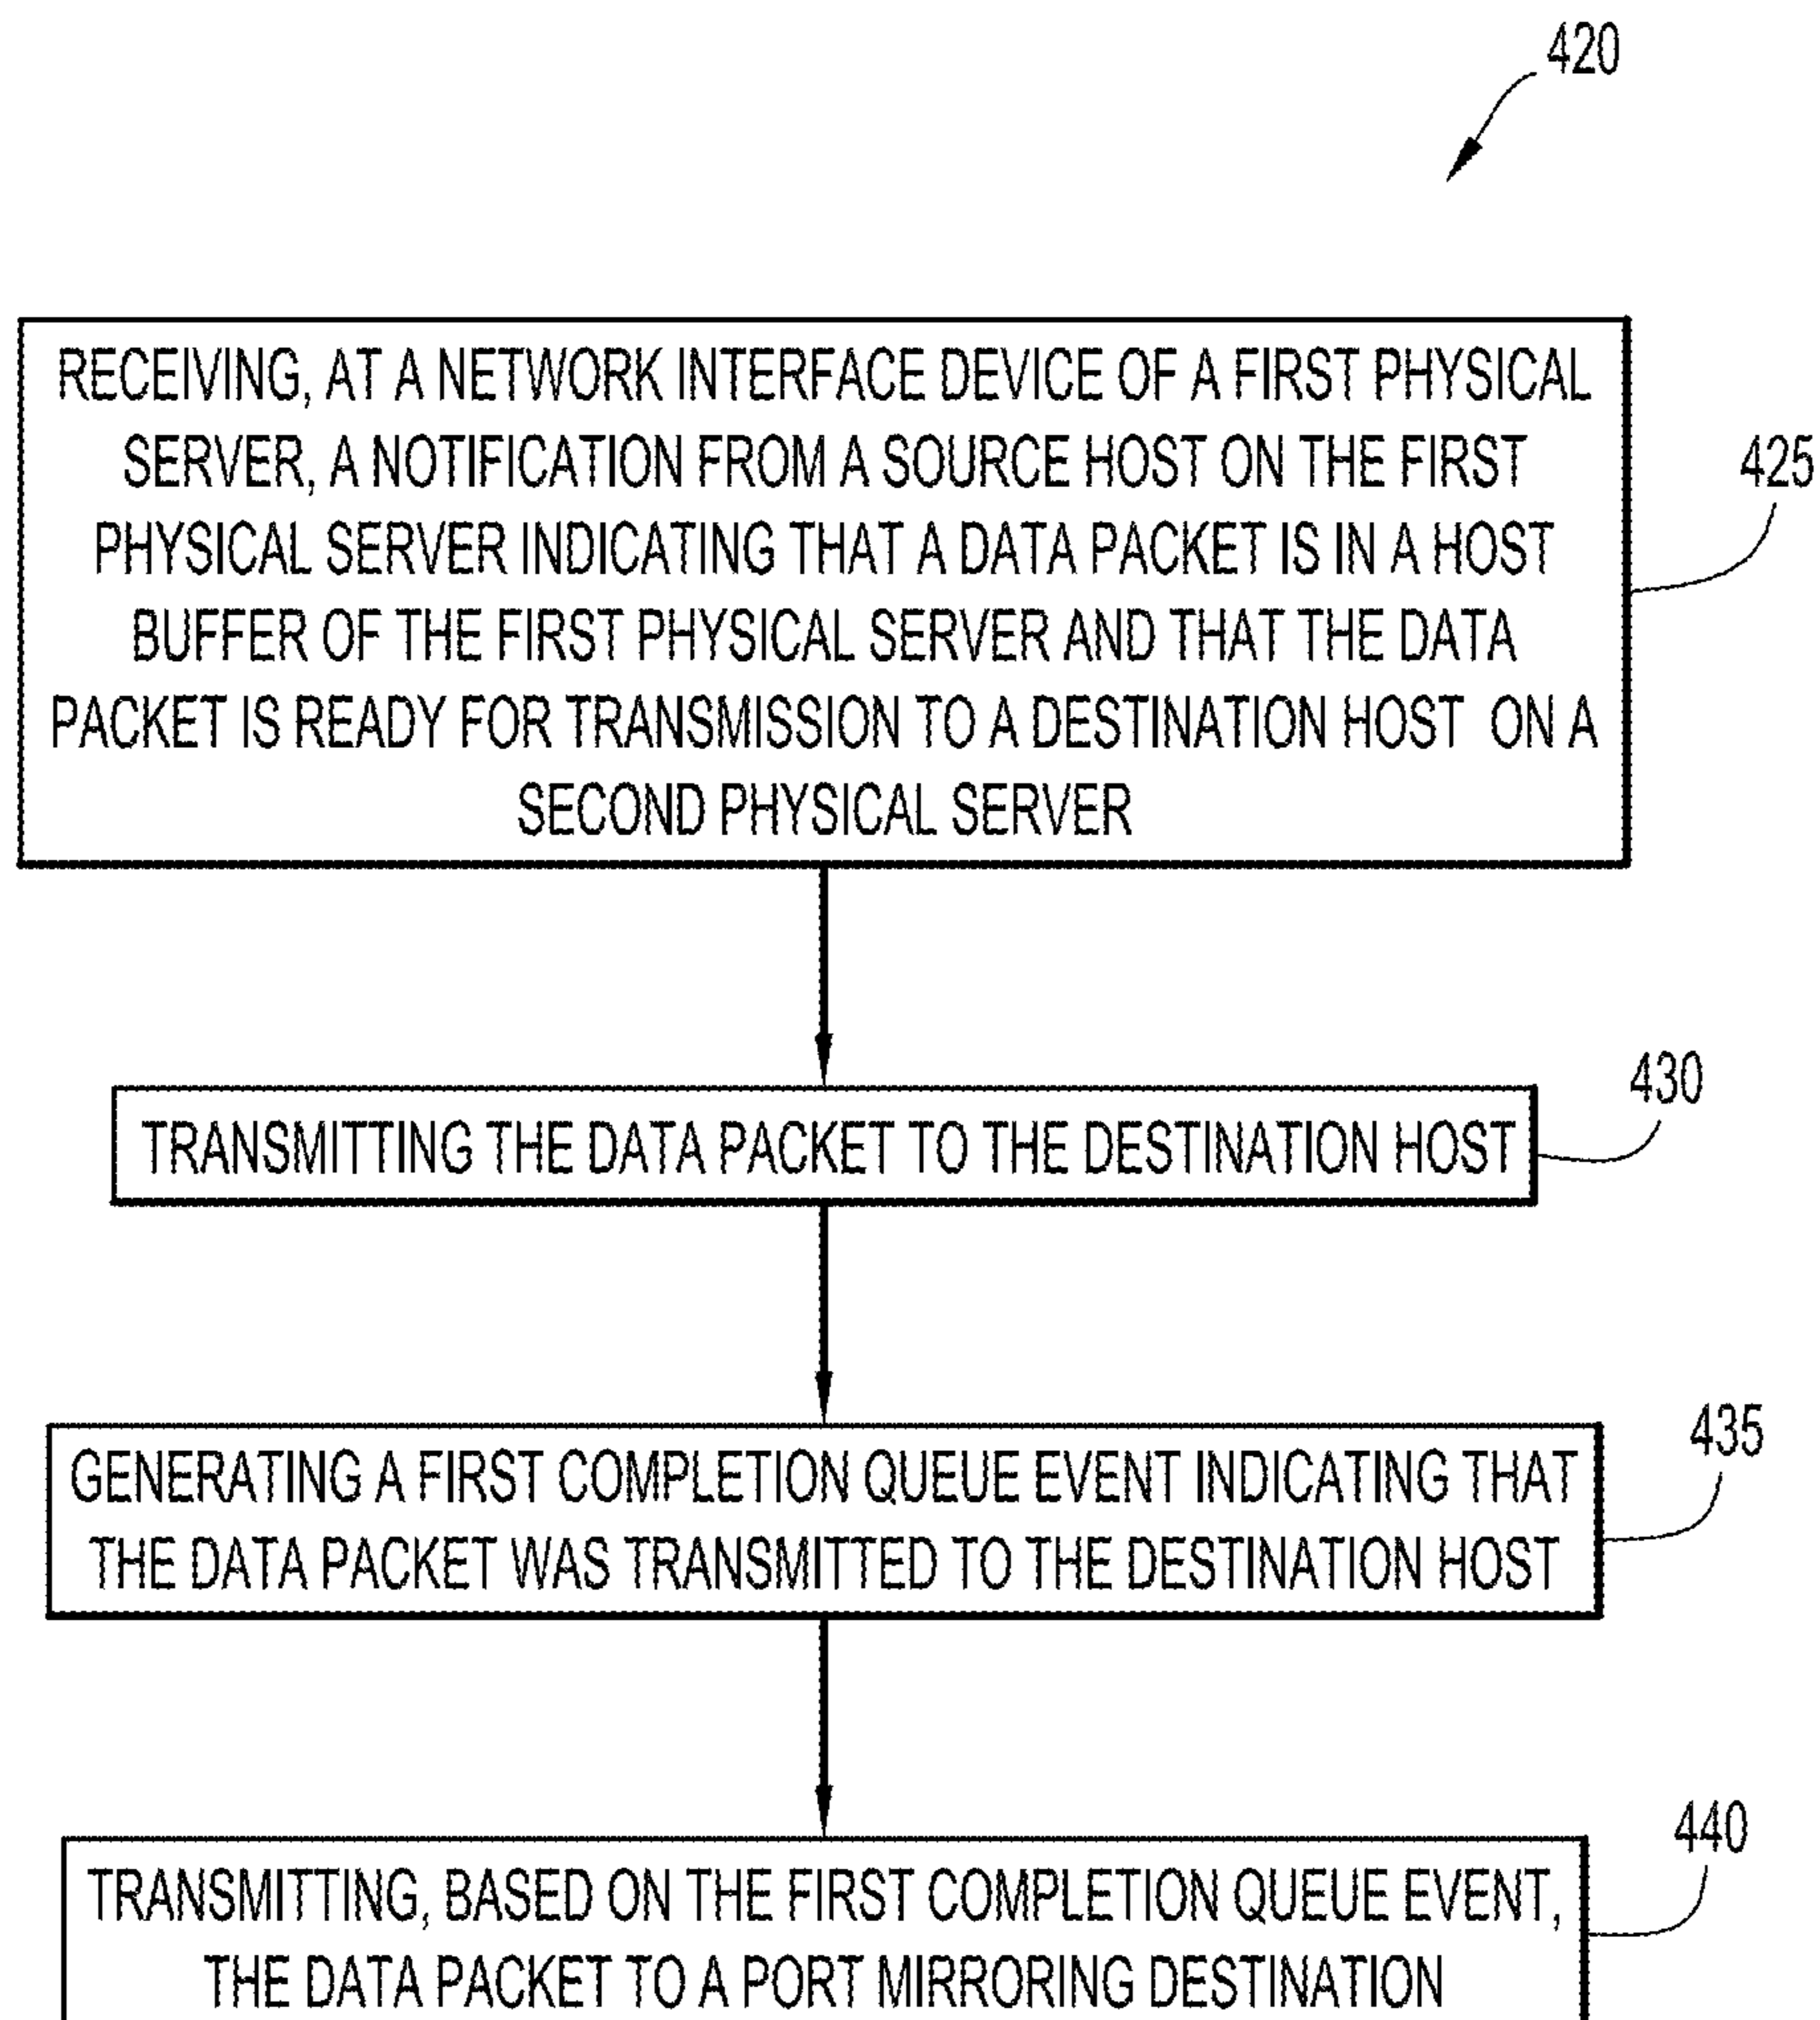 420
RECEIVING, AT A NETWORK INTERFACE DEVICE OF A FIRST PHYSICAL
SERVER, A NOTIFICATION FROM A SOURCE HOST ON THE FIRST
PHYSICAL SERVER INDICATING THAT A DATA PACKET IS IN A HOST
BUFFER OF THE FIRST PHYSICAL SERVER AND THAT THE DATA
PACKET IS READY FOR TRANSMISSION TO A DESTINATION HOST ON A
SECOND PHYSICAL SERVER
425
TRANSMITTING THE DATA PACKET TO THE DESTINATION HOST
430
GENERATING A FIRST COMPLETION QUEUE EVENT INDICATING THAT
THE DATA PACKET WAS TRANSMITTED TO THE DESTINATION HOST
435
TRANSMITTING, BASED ON THE FIRST COMPLETION QUEUE EVENT,
THE DATA PACKET TO A PORT MIRRORING DESTINATION
440